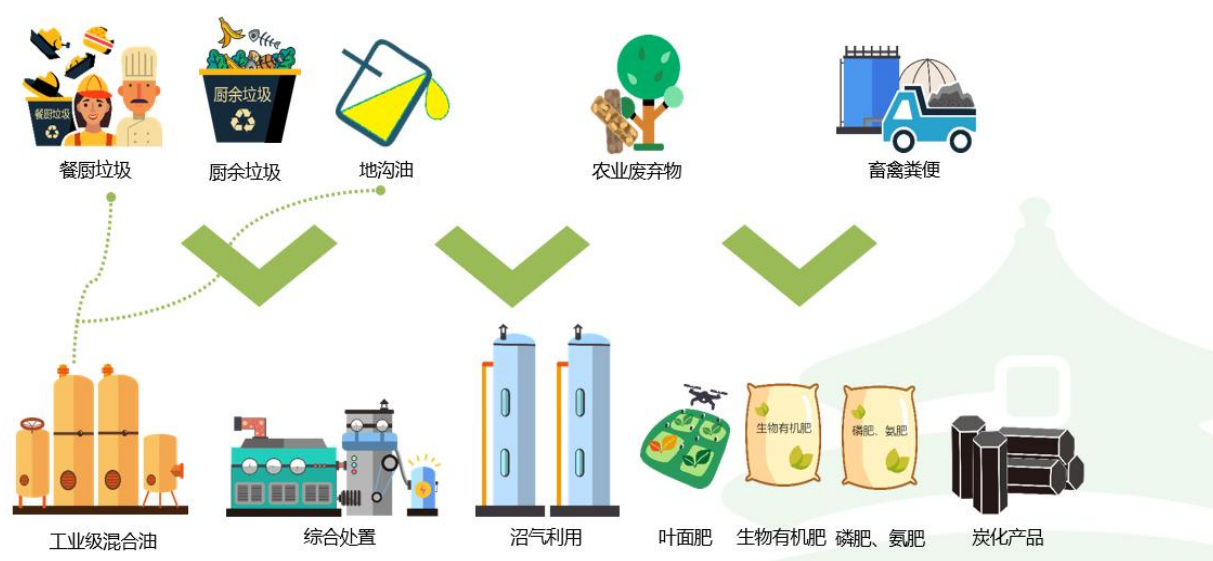 餐厨垃圾
厨余垃圾
餐厨垃圾
厨余垃圾
地沟油
农业废弃物
畜禽粪便
生物有机肥
磷肥、氨肥
工业级混合油
综合处置
沼气利用
叶面肥
生物有机肥
磷肥、氨肥
炭化产品